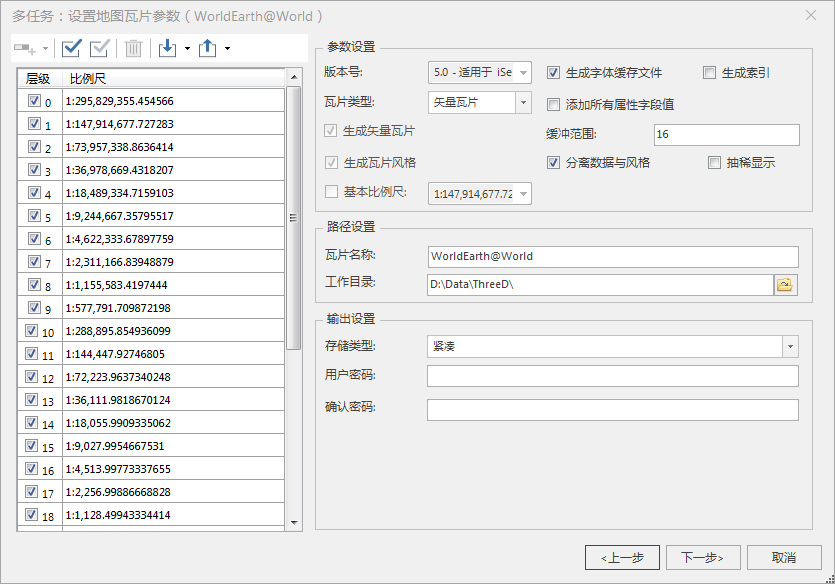 多任务：设置地图瓦片参数（WorldEarth@World）
层级 比例尺
0 1:295,829,355.454566
1 1:147,914,677.727283
2 1:73,957,338.8636414
3 1:36,978,669.4318207
4 1:18,489,334.7159103
5 1:9,244,667.35795517
6 1:4,622,333.67897759
7 1:2,311,166.83948879
8 1:1,155,583.4197444
9 1:577,791.709872198
10 1:288,895.854936099
11 1:144,447.92746805
12 1:72,223.9637340248
13 1:36,111.9818670124
14 1:18,055.9909335062
15 1:9,027.9954667531
16 1:4,513.99773337655
17 1:2,256.99886668828
18 1:1,128.49943334414
参数设置
版本号: 5.0 - 适用于 iSe 生成字体缓存文件 生成索引
瓦片类型: 矢量瓦片 添加所有属性字段值
生成矢量瓦片 缓冲范围: 16
生成瓦片风格 分离数据与风格 抽稀显示
基本比例尺: 1:147,914,677.72
路径设置
瓦片名称: WorldEarth@World
工作目录: D:\Data\ThreeD\
输出设置
存储类型: 紧凑
用户密码:
确认密码:
<上一步 下一步> 取消